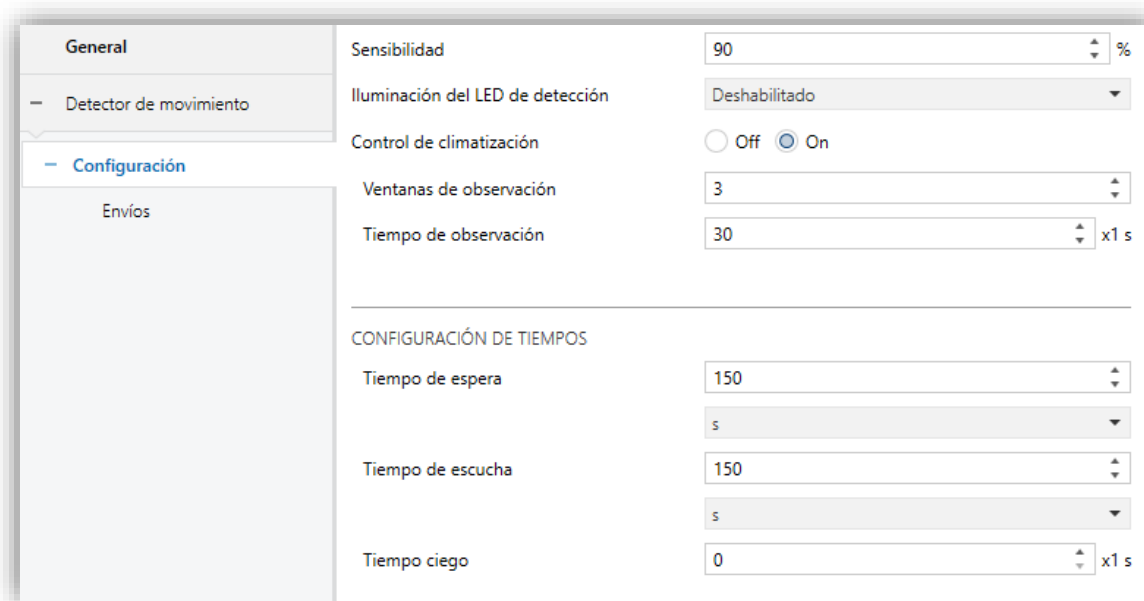 General
Detector de movimiento
Configuración
Envíos
Sensibilidad 90 %
Iluminación del LED de detección Deshabilitado
Control de climatización Off On
Ventanas de observación 3
Tiempo de observación 30 x1 s
CONFIGURACIÓN DE TIEMPOS
Tiempo de espera 150
s
Tiempo de escucha 150
s
Tiempo ciego 0 x1 s